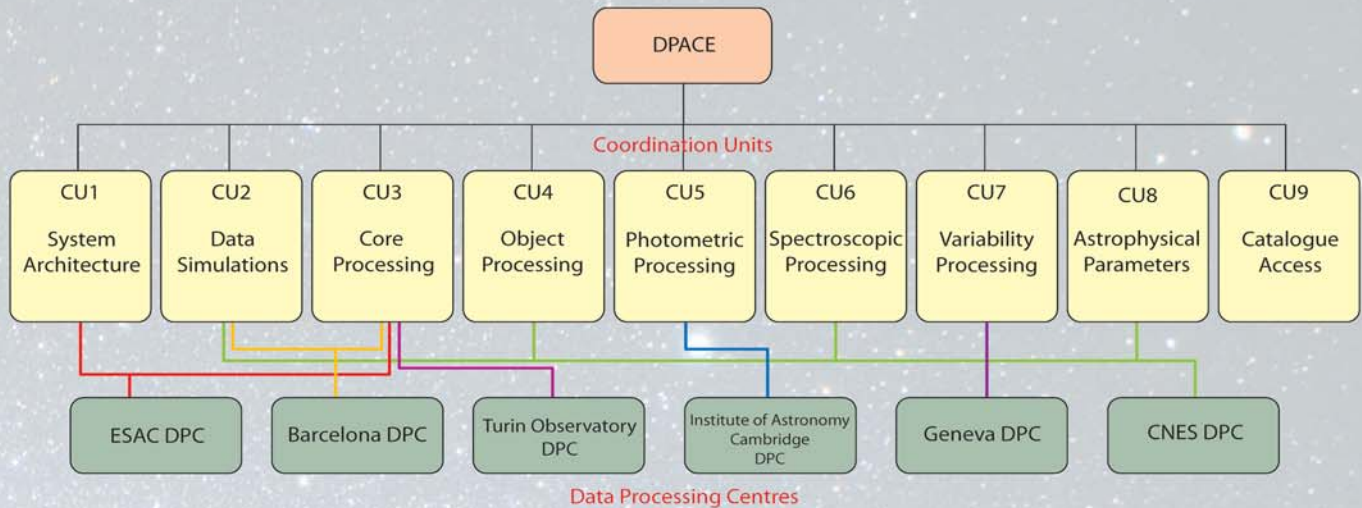 DPACE
Coordination Units
CU1
System
Architecture
CU2
Data
Simulations
CU3
Core
Processing
CU4
Object
Processing
CU5
Photometric
Processing
CU6
Spectroscopic
Processing
CU7
Variability
Processing
CU8
Astrophysical
Parameters
CU9
Catalogue
Access
ESAC DPC
Barcelona DPC
Turin Observatory
DPC
Institute of Astronomy
Cambridge
DPC
Geneva DPC
CNES DPC
Data Processing Centres